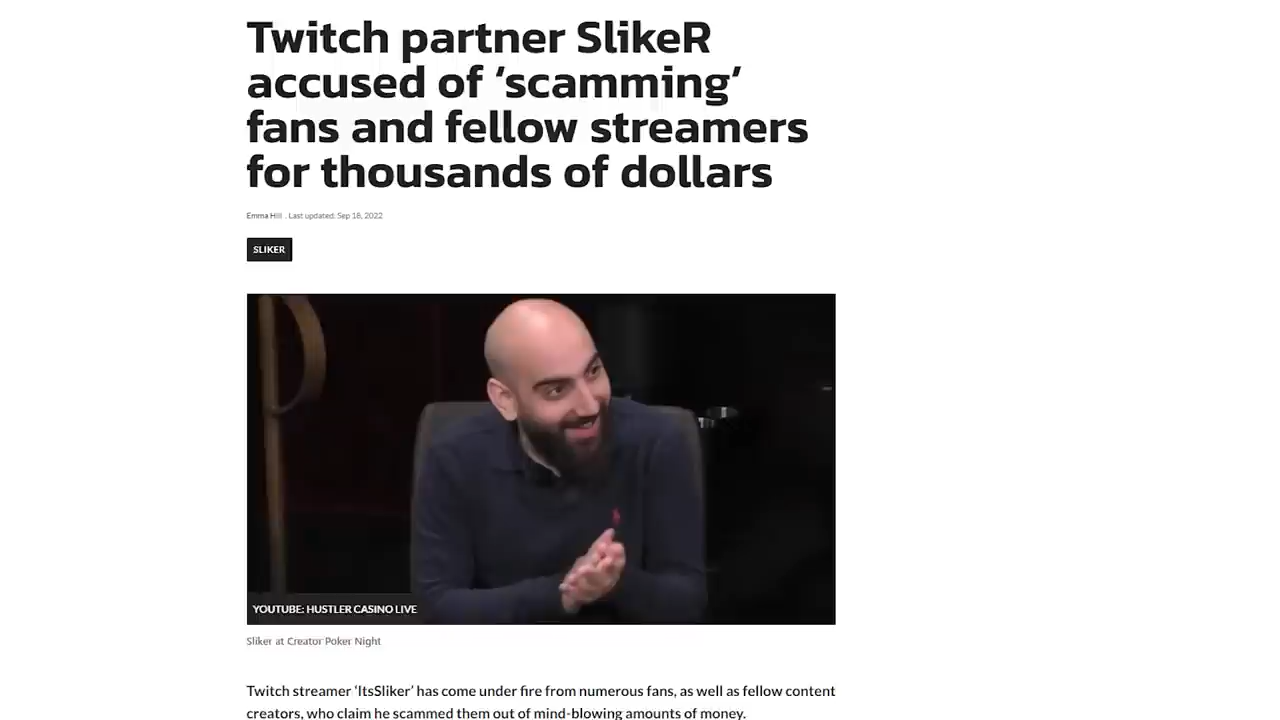 Twitch partner SlikeR
accused of ‘scamming’
fans and fellow streamers
for thousands of dollars
Emma Hill . Last updated: Sep 18, 2022
SLIKER
YOUTUBE: HUSTLER CASINO LIVE
Sliker at Creator Poker Night
Twitch streamer ‘ItsSliker’ has come under fire from numerous fans, as well as fellow content
creators, who claim he scammed them out of mind-blowing amounts of money.